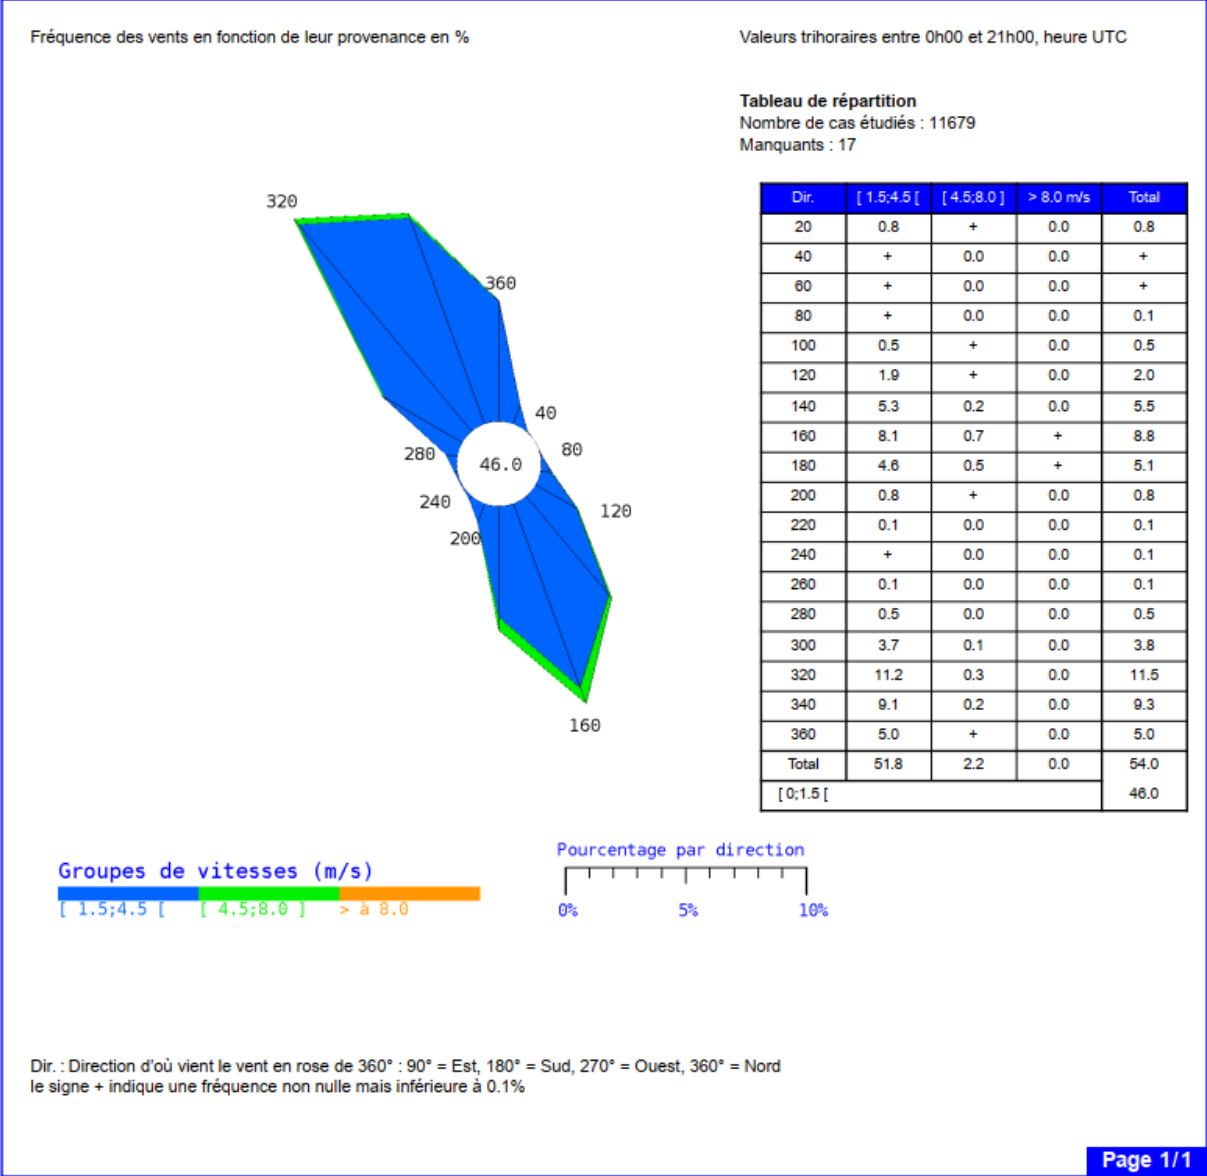 Fréquence des vents en fonction de leur provenance en %
Valeurs trihoraires entre 0h00 et 21h00, heure UTC
Tableau de répartition
Nombre de cas étudiés : 11679
Manquants : 17
320
360
40
80
280
46.0
240
120
200
160
Dir. [ 1.5;4.5 [ [ 4.5;8.0 ] > 8.0 m/s Total
20 0.8 + 0.0 0.8
40 + 0.0 0.0 +
60 + 0.0 0.0 +
80 + 0.0 0.0 0.1
100 0.5 + 0.0 0.5
120 1.9 + 0.0 2.0
140 5.3 0.2 0.0 5.5
160 8.1 0.7 + 8.8
180 4.6 0.5 + 5.1
200 0.8 + 0.0 0.8
220 0.1 0.0 0.0 0.1
240 + 0.0 0.0 0.1
260 0.1 0.0 0.0 0.1
280 0.5 0.0 0.0 0.5
300 3.7 0.1 0.0 3.8
320 11.2 0.3 0.0 11.5
340 9.1 0.2 0.0 9.3
360 5.0 + 0.0 5.0
Total 51.8 2.2 0.0 54.0
[ 0;1.5 [ 46.0
Groupes de vitesses (m/s)
[ 1.5;4.5 [ [ 4.5;8.0 ] > à 8.0
Pourcentage par direction
0% 5% 10%
Dir. : Direction d'où vient le vent en rose de 360° : 90° = Est, 180° = Sud, 270° = Ouest, 360° = Nord
le signe + indique une fréquence non nulle mais inférieure à 0.1%
Page 1/1